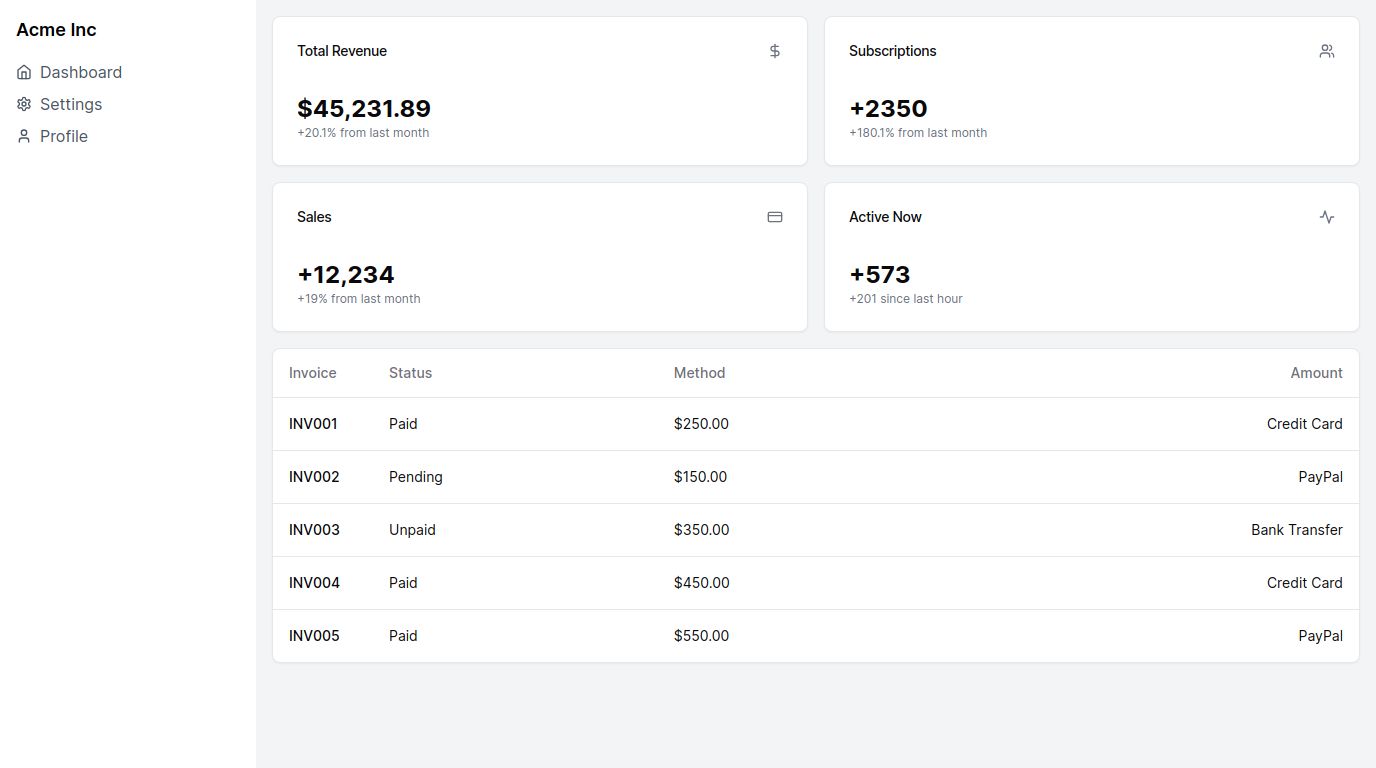 Acme Inc
Dashboard
Settings
Profile
Total Revenue
$45,231.89
+20.1% from last month
Subscriptions
+2350
+180.1% from last month
Sales
+12,234
+19% from last month
Active Now
+573
+201 since last hour
Invoice Status Method Amount
INV001 Paid $250.00 Credit Card
INV002 Pending $150.00 PayPal
INV003 Unpaid $350.00 Bank Transfer
INV004 Paid $450.00 Credit Card
INV005 Paid $550.00 PayPal